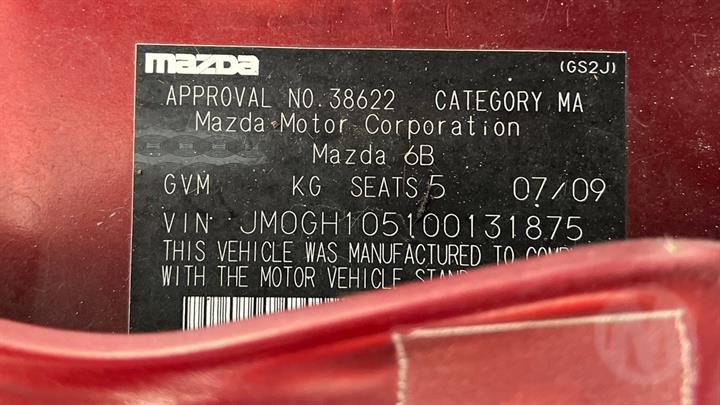 mazda
(GS2J)
APPROVAL NO. 38622 CATEGORY MA
Mazda Motor Corporation
Mazda 6B
GVM KG SEATS 5 07/09
VIN JM0GH105100131875
THIS VEHICLE WAS MANUFACTURED TO
WITH THE MOTOR VEHICLE